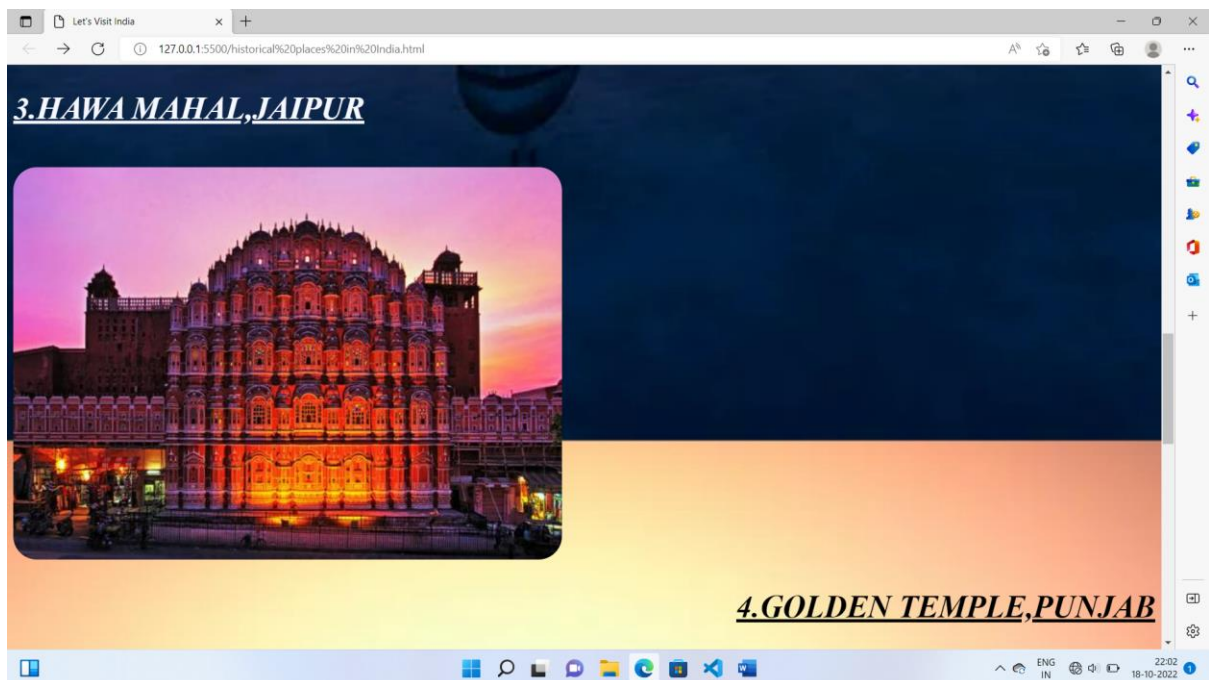 Let's Visit India
127.0.0.1:5500/historical%20places%20in%20India.html
3.HAWA MAHAL,JAIPUR
4.GOLDEN TEMPLE,PUNJAB
ENG
IN
22:02
18-10-2022
1